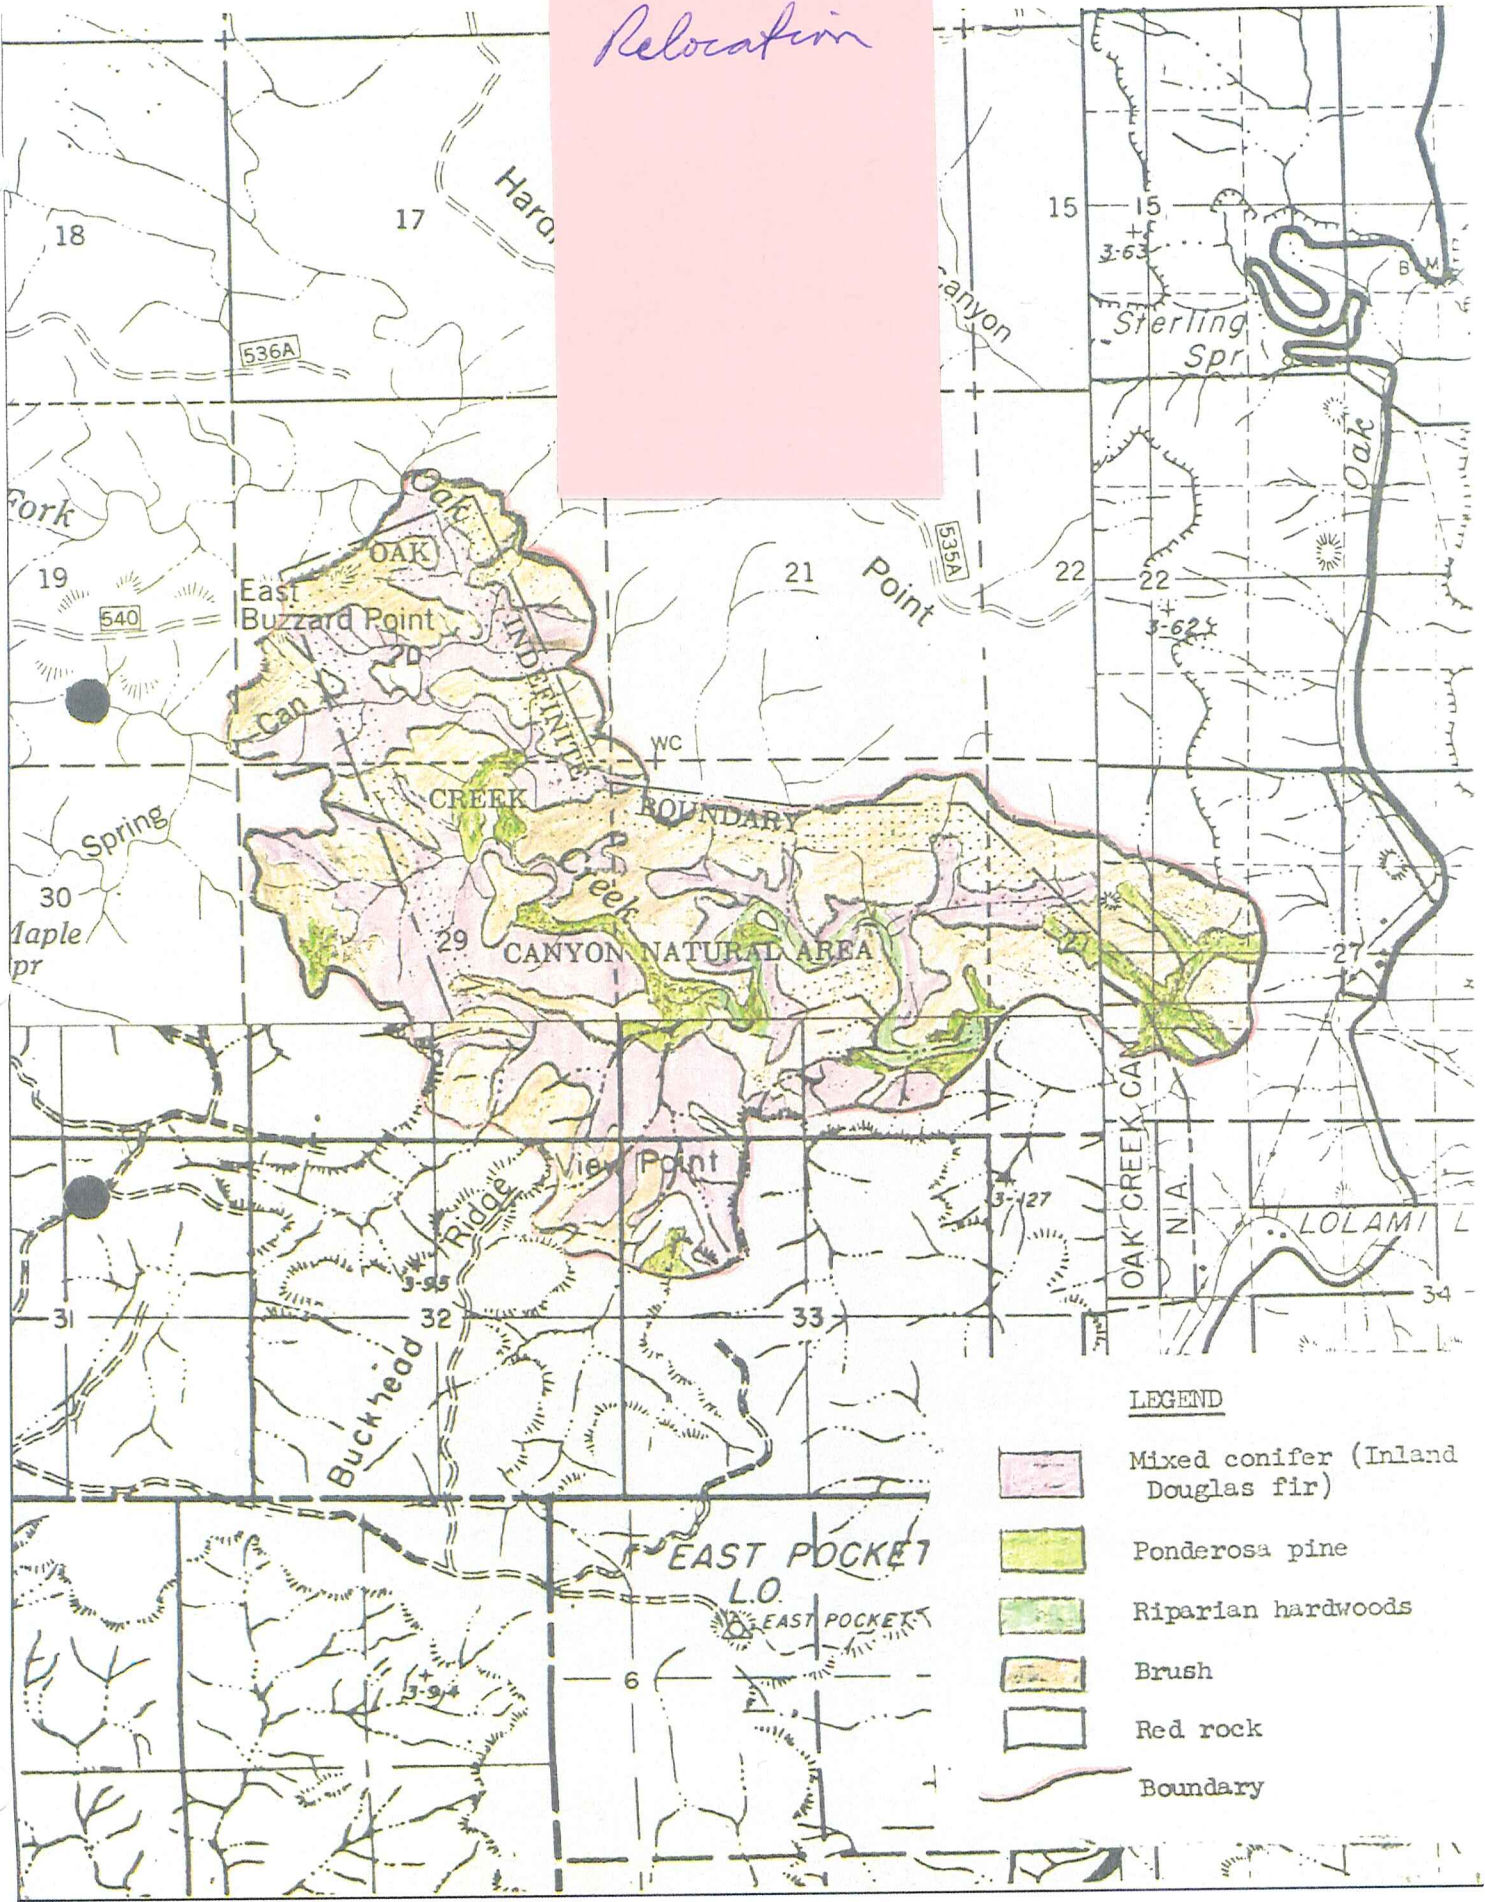 Relocation
18
17
15
15
3-63
B M
Canyon
Sterling
Spr
536A
Oak
Fork
Oak
OAK
19
540
East
Buzzard Point
20
Can
INDEFINITE
21
Point
535A
22
22
3-62
WC
Spring
CREEK
BOUNDARY
Creek
30
29
CANYON NATURAL AREA
27
27
OAK CREEK CAN
N A
View Point
Ridge
3-127
LOLAMI L
3-95
31
32
33
34
Buckhead
LEGEND
Mixed conifer (Inland
Douglas fir)
Ponderosa pine
Riparian hardwoods
Brush
Red rock
Boundary
EAST POCKET
L.O.
EAST POCKET
3-94
6